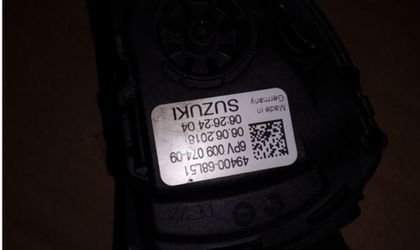 49400-68L51
6PV 009 074-09
06.06.2018
06:26:24 04
SUZUKI
Made in
Germany